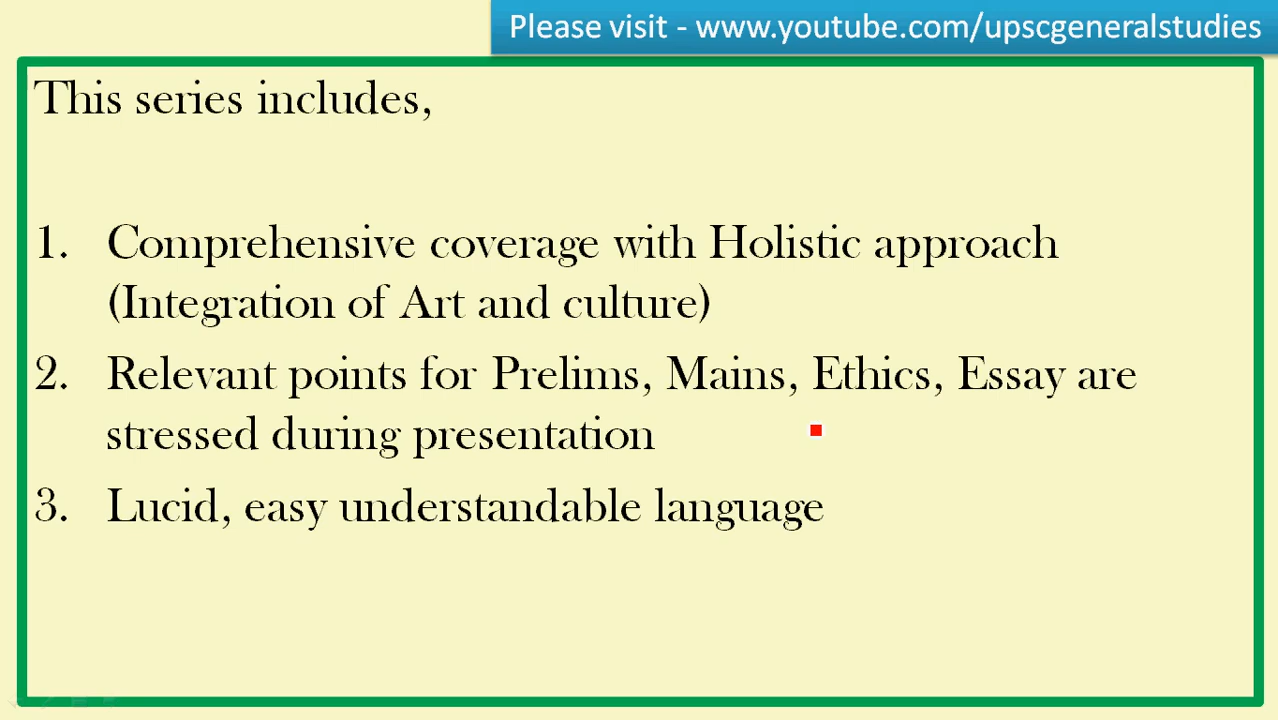 Please visit - www.youtube.com/upscgeneralstudies
This series includes,
1. Comprehensive coverage with Holistic approach
(Integration of Art and culture)
2. Relevant points for Prelims, Mains, Ethics, Essay are
stressed during presentation
3. Lucid, easy understandable language